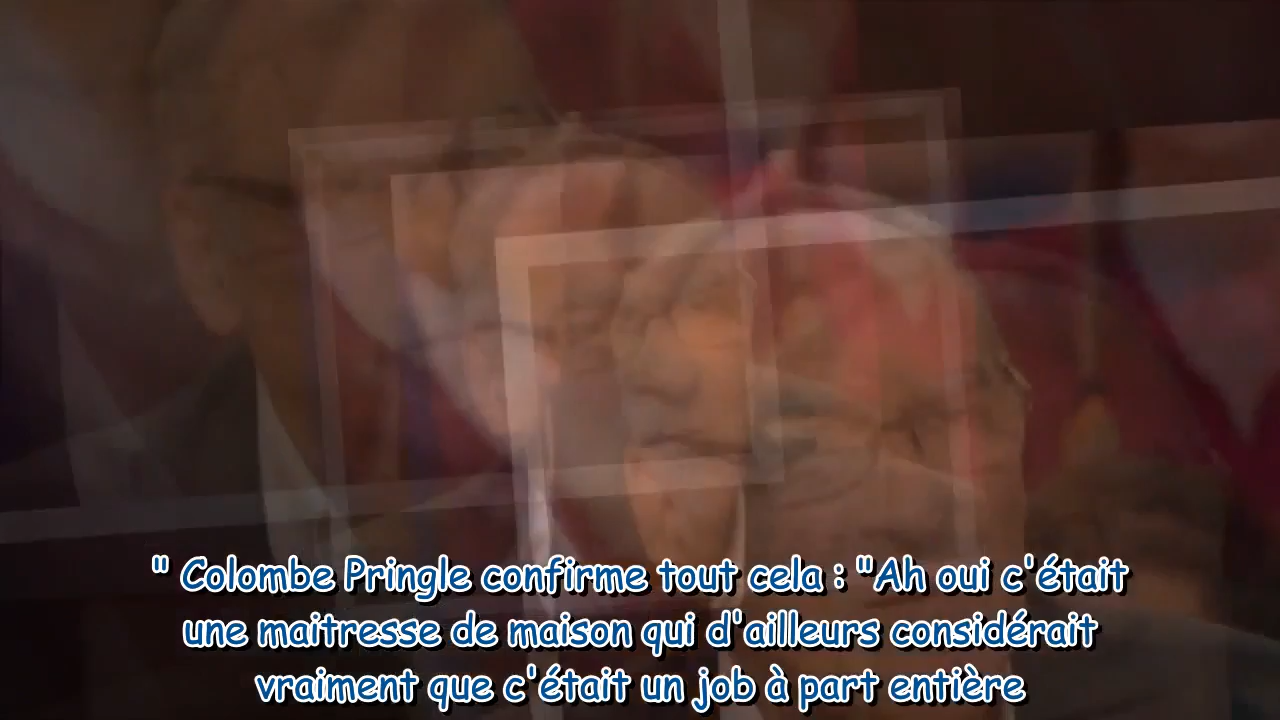 " Colombe Pringle confirme tout cela : "Ah oui c'était
une maitresse de maison qui d'ailleurs considérait
vraiment que c'était un job à part entière